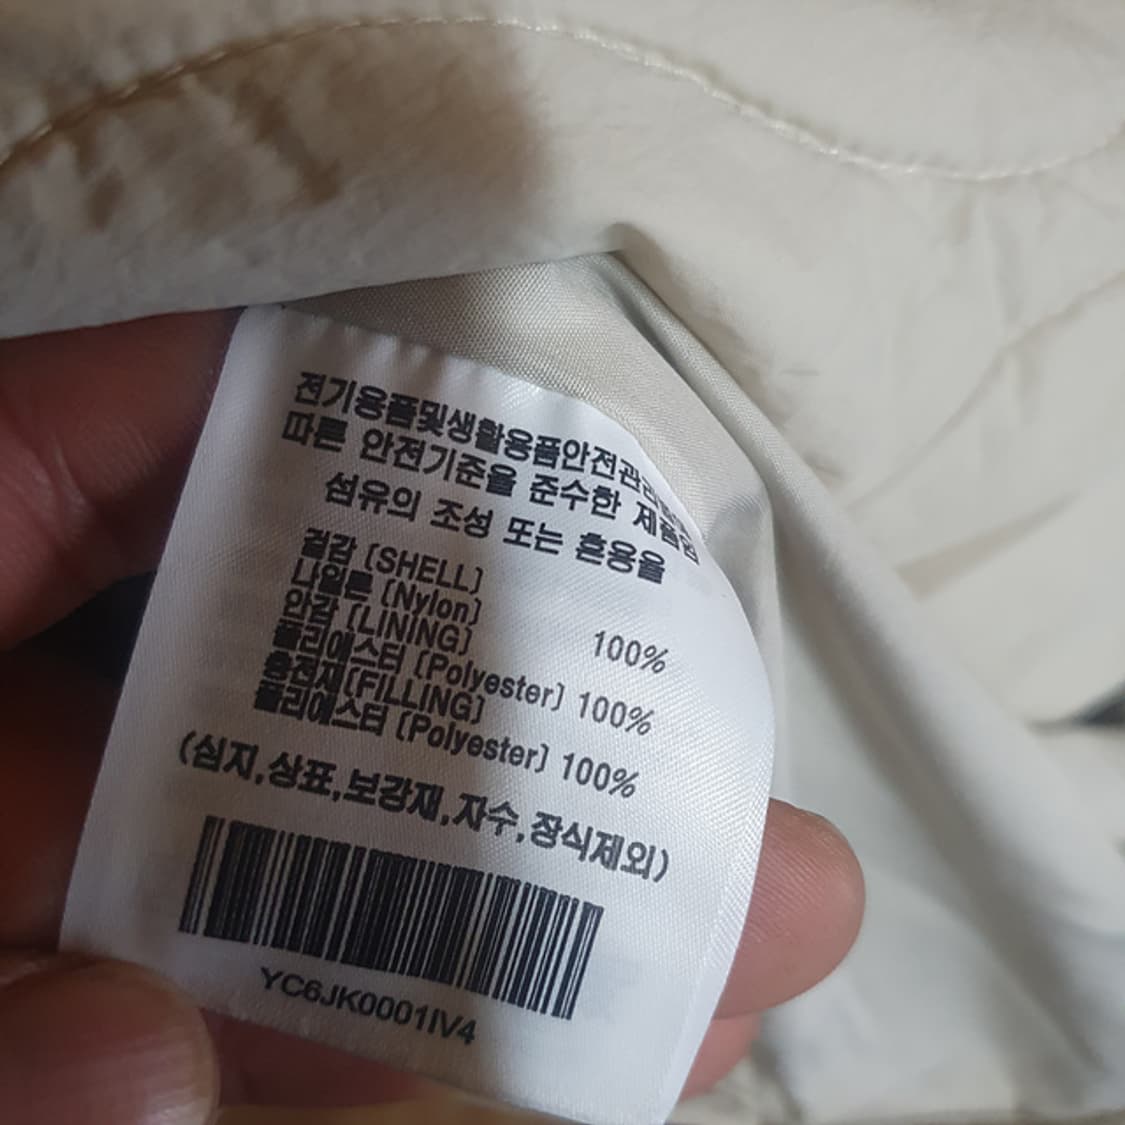 전기용품및생활용품안전관리
따른 안전기준을 준수한 제품임
섬유의 조성 또는 혼용율
겉감 (SHELL)
나일론 (Nylon) 100%
안감 (LINING)
폴리에스터 (Polyester) 100%
충전재(FILLING)
폴리에스터 (Polyester) 100%
(심지,상표,보강재,자수,장식제외)
YC6JK0001IV4